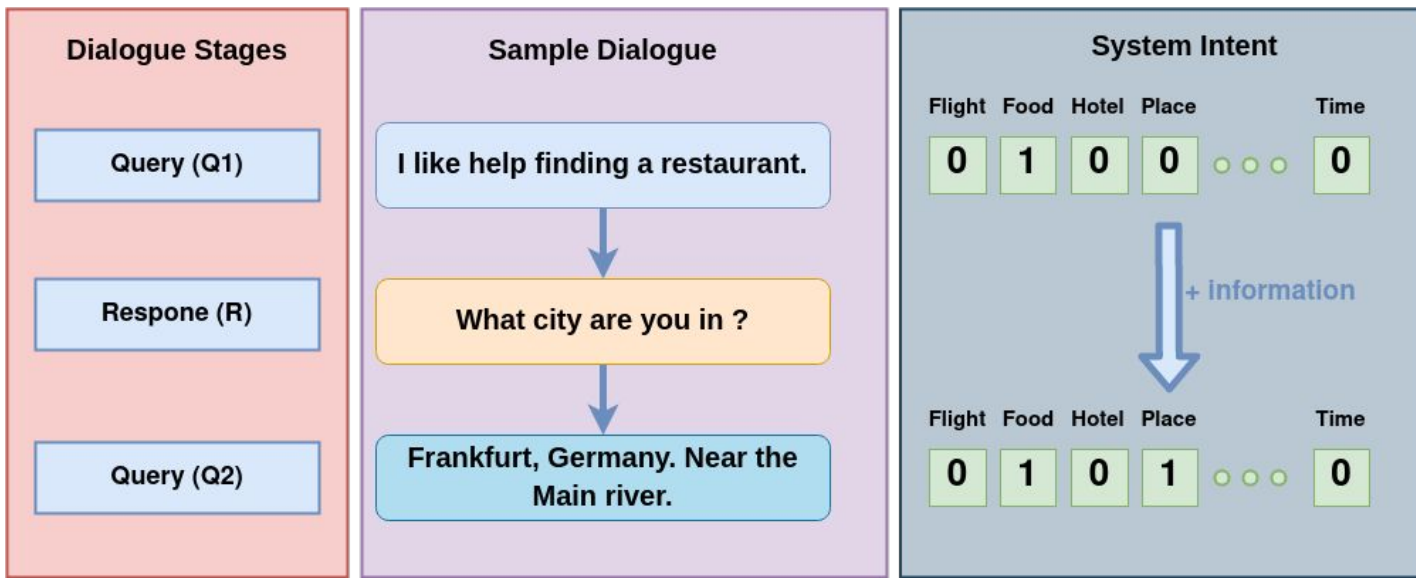 Dialogue Stages
Query (Q1)
Respone (R)
Query (Q2)
Sample Dialogue
I like help finding a restaurant.
What city are you in ?
Frankfurt, Germany. Near the
Main river.
System Intent
Flight Food Hotel Place Time
0 1 0 0 0
+ information
Flight Food Hotel Place Time
0 1 0 1 0